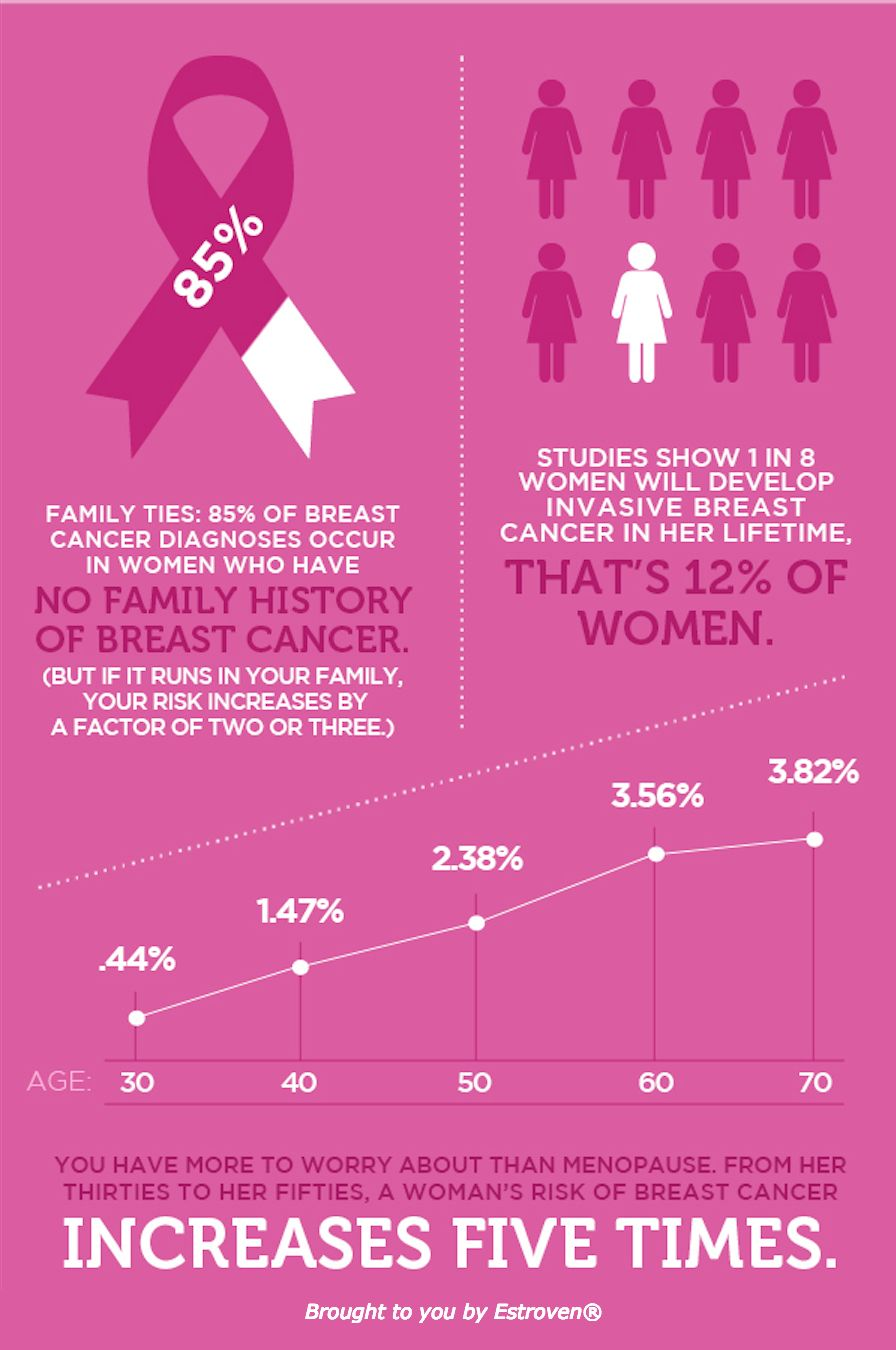 85%
FAMILY TIES: 85% OF BREAST
CANCER DIAGNOSES OCCUR
IN WOMEN WHO HAVE
NO FAMILY HISTORY
OF BREAST CANCER.
(BUT IF IT RUNS IN YOUR FAMILY,
YOUR RISK INCREASES BY
A FACTOR OF TWO OR THREE.)
STUDIES SHOW 1 IN 8
WOMEN WILL DEVELOP
INVASIVE BREAST
CANCER IN HER LIFETIME,
THAT'S 12% OF
WOMEN.
.44%
1.47%
2.38%
3.56%
3.82%
AGE: 30 40 50 60 70
YOU HAVE MORE TO WORRY ABOUT THAN MENOPAUSE. FROM HER
THIRTIES TO HER FIFTIES, A WOMAN'S RISK OF BREAST CANCER
INCREASES FIVE TIMES.
Brought to you by Estroven®